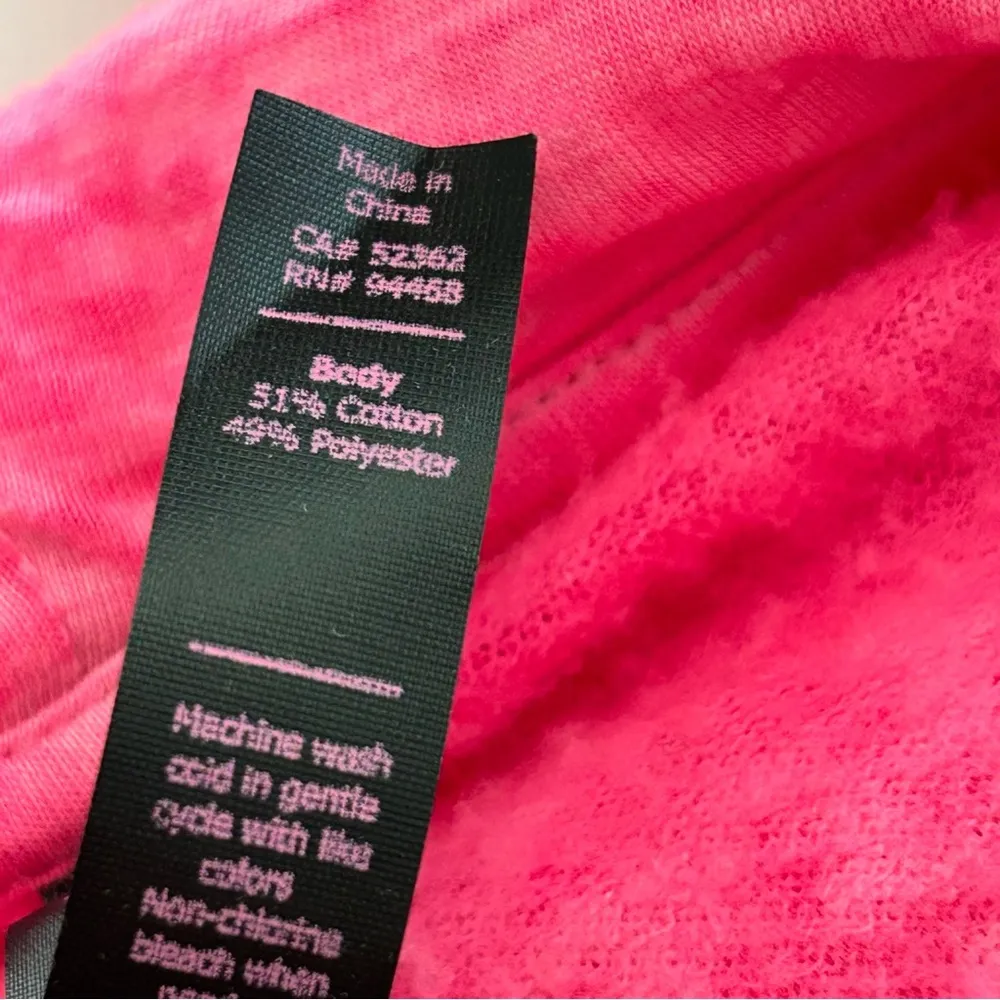 Made in
China
CA# 52362
RN# 94488
Body
51% Cotton
49% Polyester
Machine wash
cold in gentle
cycle with like
colors
Non-chlorine
bleach when